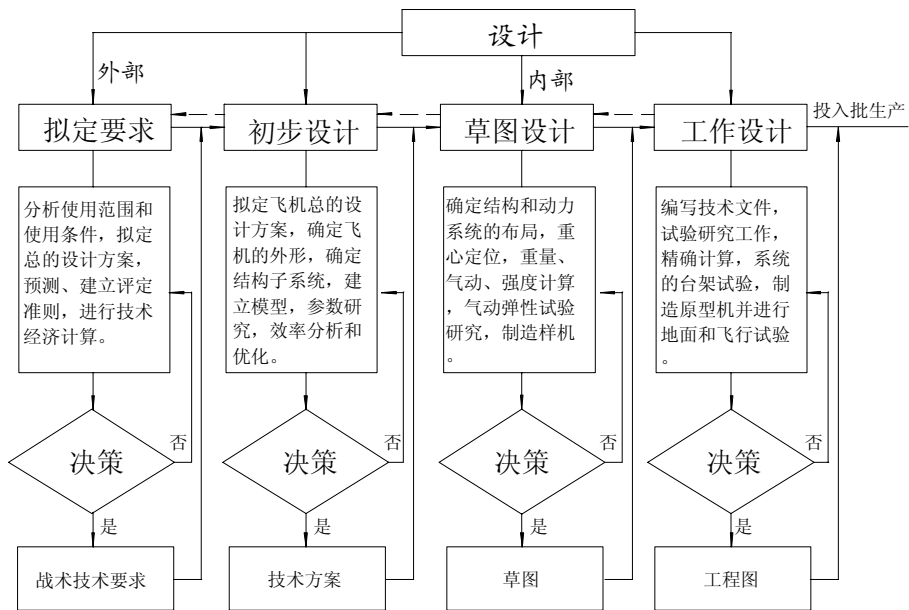 设计
外部
内部
拟定要求
初步设计
草图设计
工作设计
投入批生产
分析使用范围和
使用条件，拟定
总的设计方案，
预测、建立评定
准则，进行技术
经济计算。
拟定飞机总的设
计方案，确定飞
机的外形，确定
结构子系统，建
立模型，参数研
究，效率分析和
优化。
确定结构和动力
系统的布局，重
心定位，重量、
气动、强度计算
，气动弹性试验
研究，制造样机
。
编写技术文件，
试验研究工作，
精确计算，系统
的台架试验，制
造原型机并进行
地面和飞行试验
。
决策
否
决策
否
决策
否
决策
否
是
是
是
是
战术技术要求
技术方案
草图
工程图